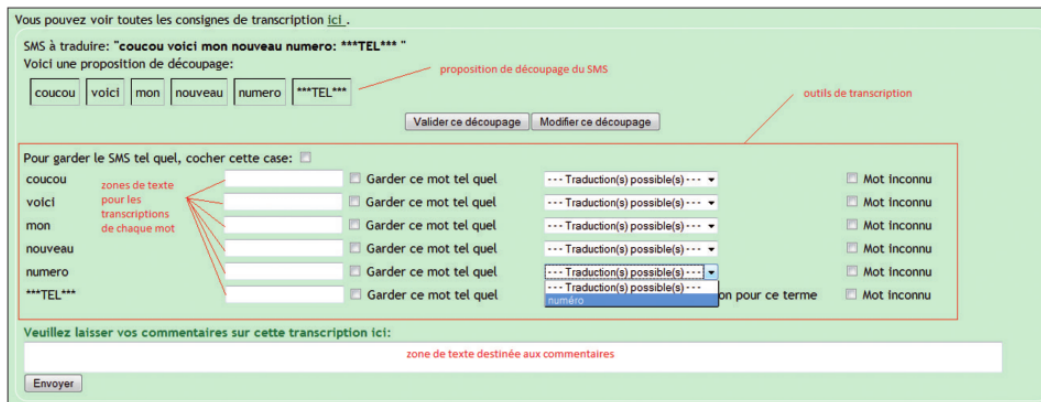 Vous pouvez voir toutes les consignes de transcription ici .
SMS à traduire: "coucou voici mon nouveau numero: ***TEL*** "
Voici une proposition de découpage:
proposition de découpage du SMS
coucou voici mon nouveau numero ***TEL***
outils de transcription
Valider ce découpage Modifier ce découpage
Pour garder le SMS tel quel, cocher cette case:
coucou Garder ce mot tel quel --- Traduction(s) possible(s) --- Mot inconnu
zones de texte
pour les
transcriptions
de chaque mot
voici Garder ce mot tel quel --- Traduction(s) possible(s) --- Mot inconnu
mon Garder ce mot tel quel --- Traduction(s) possible(s) --- Mot inconnu
nouveau Garder ce mot tel quel --- Traduction(s) possible(s) --- Mot inconnu
numero Garder ce mot tel quel --- Traduction(s) possible(s) --- Mot inconnu
--- Traduction(s) possible(s) ---
numéro
***TEL*** Garder ce mot tel quel on pour ce terme Mot inconnu
Veuillez laisser vos commentaires sur cette transcription ici:
zone de texte destinée aux commentaires
Envoyer